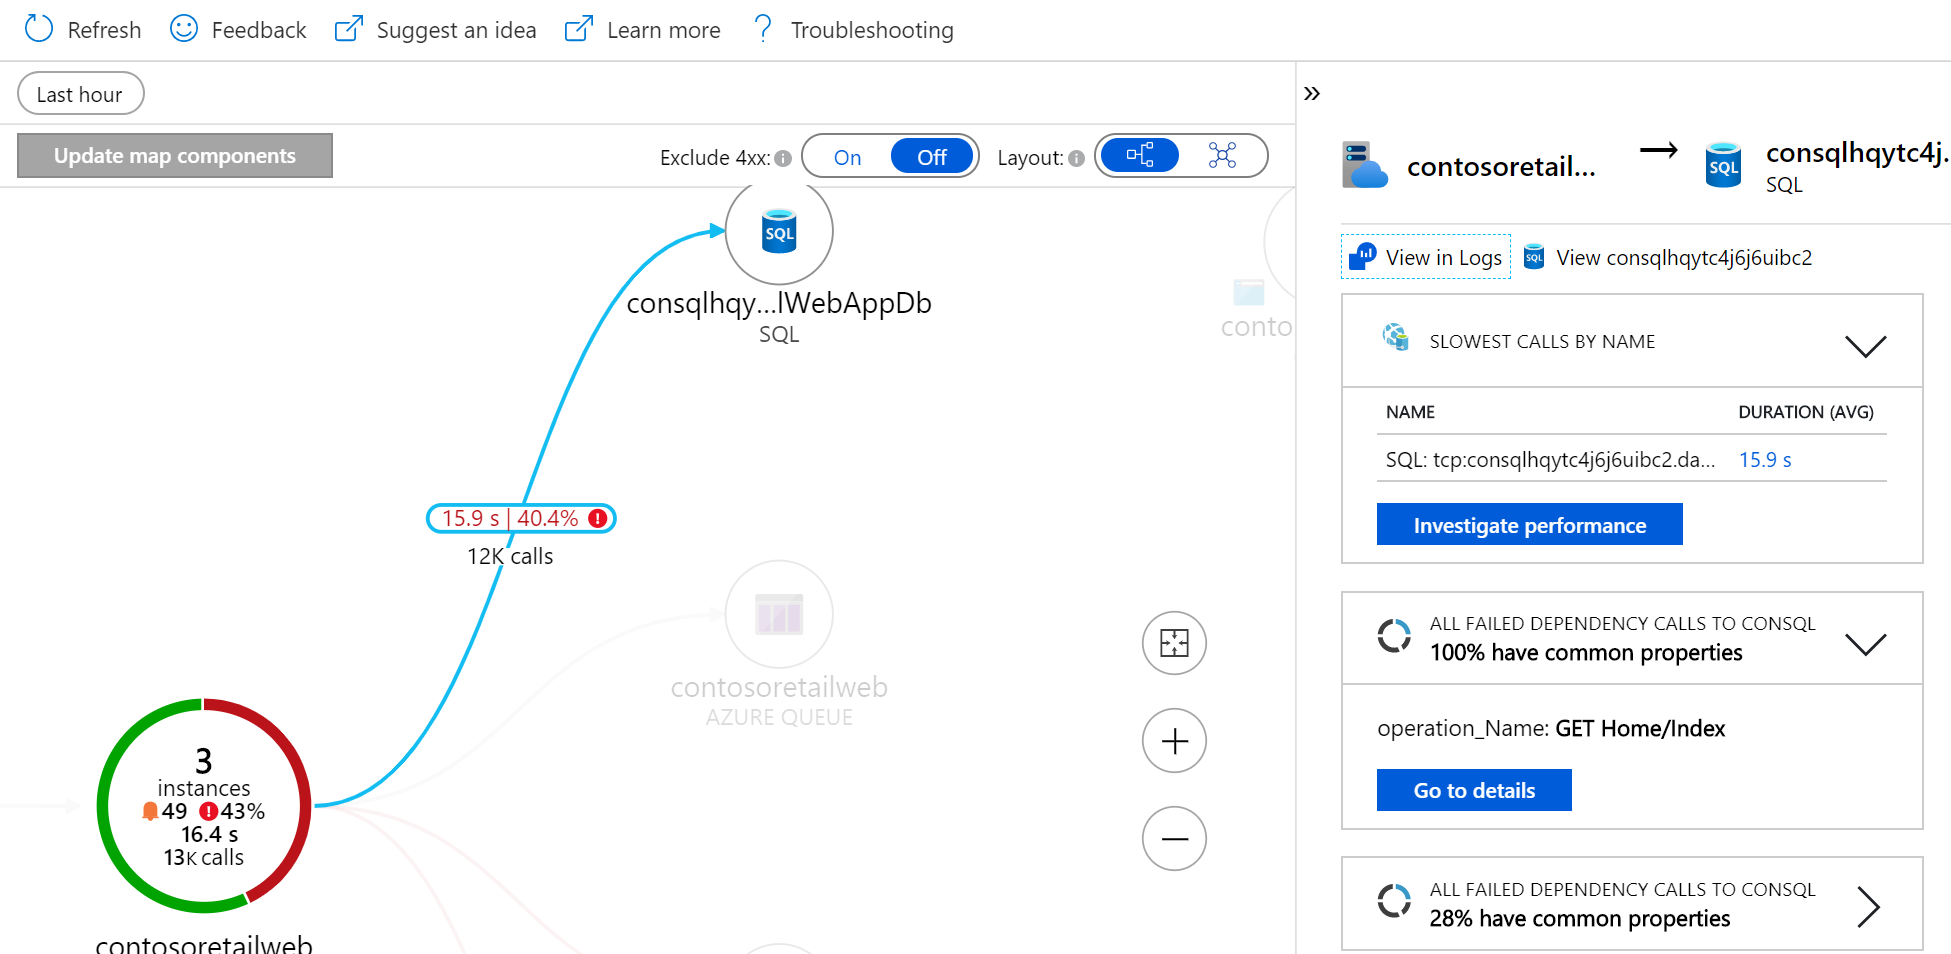 Refresh Feedback Suggest an idea Learn more ? Troubleshooting
Last hour
»
Update map components
Exclude 4xx: On Off Layout:
contosoretail...
consqlhqytc4j.
SQL
SQL
SQL
consqlhqy...lWebAppDb
SQL
conto
View in Logs
SQL
View consqlhqytc4j6j6uibc2
SLOWEST CALLS BY NAME
NAME DURATION (AVG)
SQL: tcp:consqlhqytc4j6j6uibc2.da... 15.9 s
Investigate performance
15.9 s | 40.4% !
12K calls
contosoretailweb
AZURE QUEUE
3
instances
49 ! 43%
16.4 s
13K calls
contosoretailweb
ALL FAILED DEPENDENCY CALLS TO CONSQL
100% have common properties
operation_Name: GET Home/Index
Go to details
ALL FAILED DEPENDENCY CALLS TO CONSQL
28% have common properties